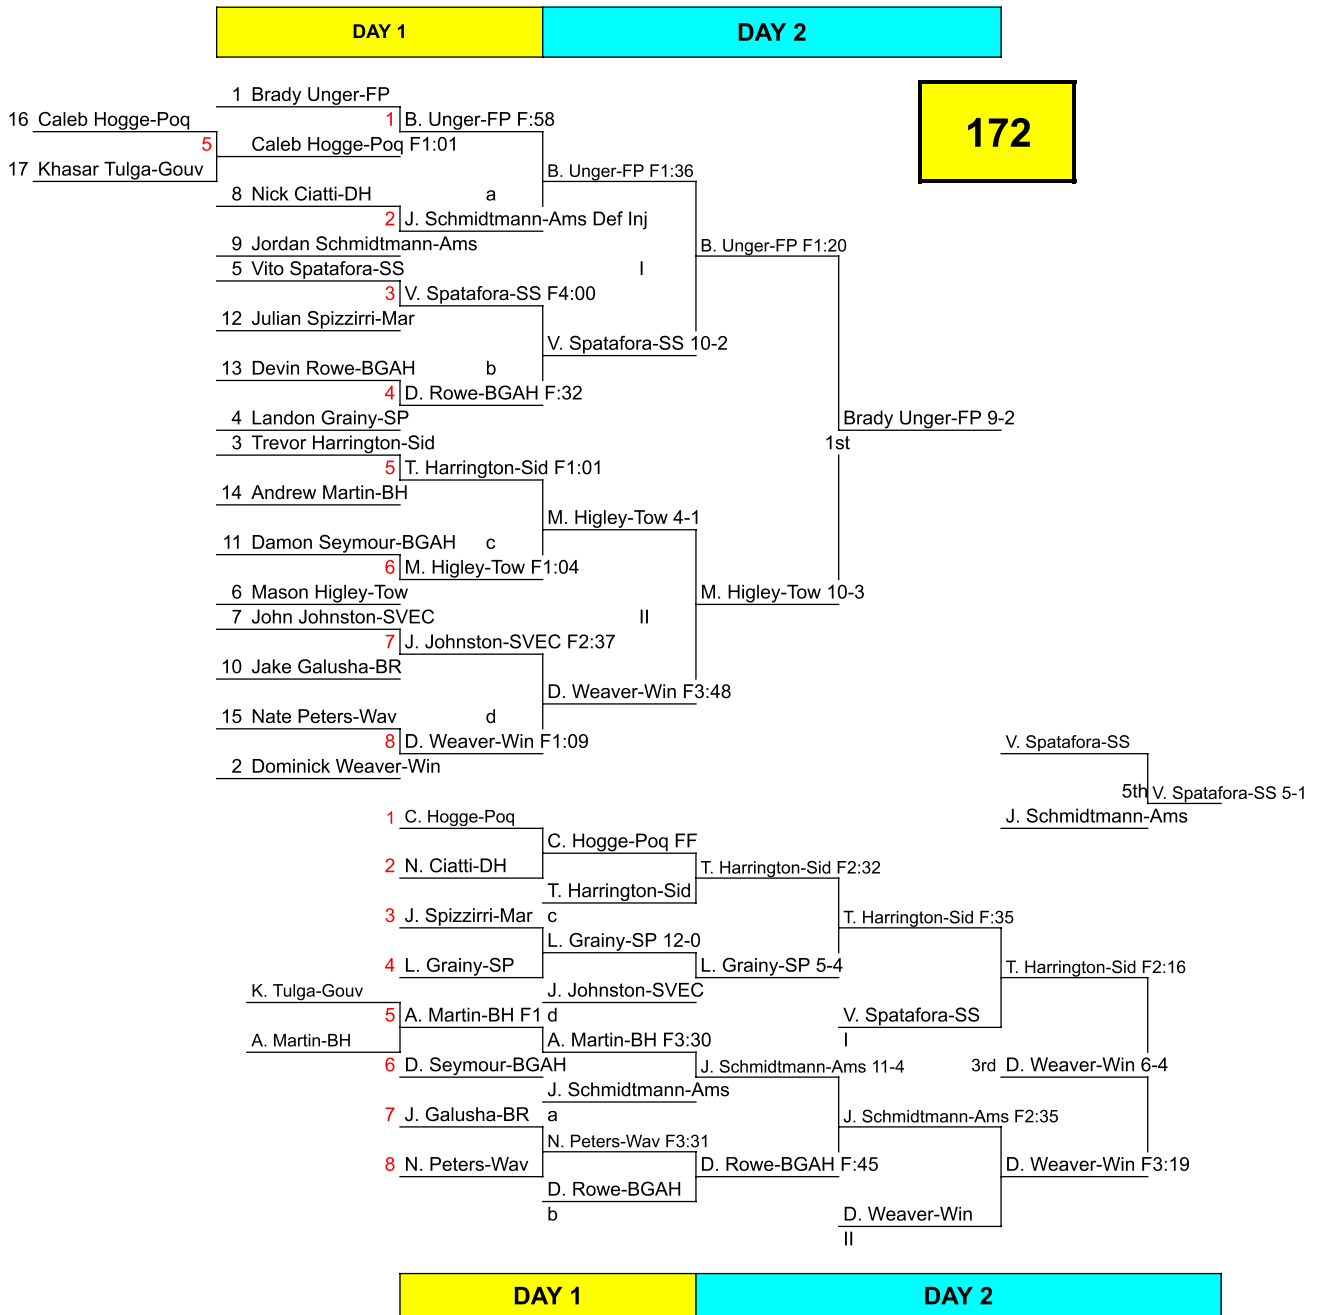 DAY 1 DAY 2
172
1 Brady Unger-FP
16 Caleb Hogge-Poq
1 B. Unger-FP F:58
5 Caleb Hogge-Poq F1:01
17 Khasar Tulga-Gouv
B. Unger-FP F1:36
8 Nick Ciatti-DH a
2 J. Schmidtmann-Ams Def Inj
9 Jordan Schmidtmann-Ams
B. Unger-FP F1:20
5 Vito Spatafora-SS I
3 V. Spatafora-SS F4:00
12 Julian Spizzirri-Mar
V. Spatafora-SS 10-2
13 Devin Rowe-BGAH b
4 D. Rowe-BGAH F:32
4 Landon Grainy-SP
Brady Unger-FP 9-2
3 Trevor Harrington-Sid
1st
5 T. Harrington-Sid F1:01
14 Andrew Martin-BH
M. Higley-Tow 4-1
11 Damon Seymour-BGAH c
6 M. Higley-Tow F1:04
6 Mason Higley-Tow
M. Higley-Tow 10-3
7 John Johnston-SVEC II
7 J. Johnston-SVEC F2:37
10 Jake Galusha-BR
D. Weaver-Win F3:48
15 Nate Peters-Wav d
8 D. Weaver-Win F1:09
V. Spatafora-SS
2 Dominick Weaver-Win
5th V. Spatafora-SS 5-1
1 C. Hogge-Poq
J. Schmidtmann-Ams
C. Hogge-Poq FF
2 N. Ciatti-DH
T. Harrington-Sid F2:32
T. Harrington-Sid
3 J. Spizzirri-Mar c
T. Harrington-Sid F:35
L. Grainy-SP 12-0
4 L. Grainy-SP
L. Grainy-SP 5-4
T. Harrington-Sid F2:16
K. Tulga-Gouv
J. Johnston-SVEC
5 A. Martin-BH F1 d
V. Spatafora-SS
A. Martin-BH
A. Martin-BH F3:30
I
6 D. Seymour-BGAH
J. Schmidtmann-Ams 11-4
3rd D. Weaver-Win 6-4
J. Schmidtmann-Ams
7 J. Galusha-BR a
J. Schmidtmann-Ams F2:35
N. Peters-Wav F3:31
8 N. Peters-Wav
D. Rowe-BGAH F:45
D. Weaver-Win F3:19
D. Rowe-BGAH
b
D. Weaver-Win
II
DAY 1 DAY 2